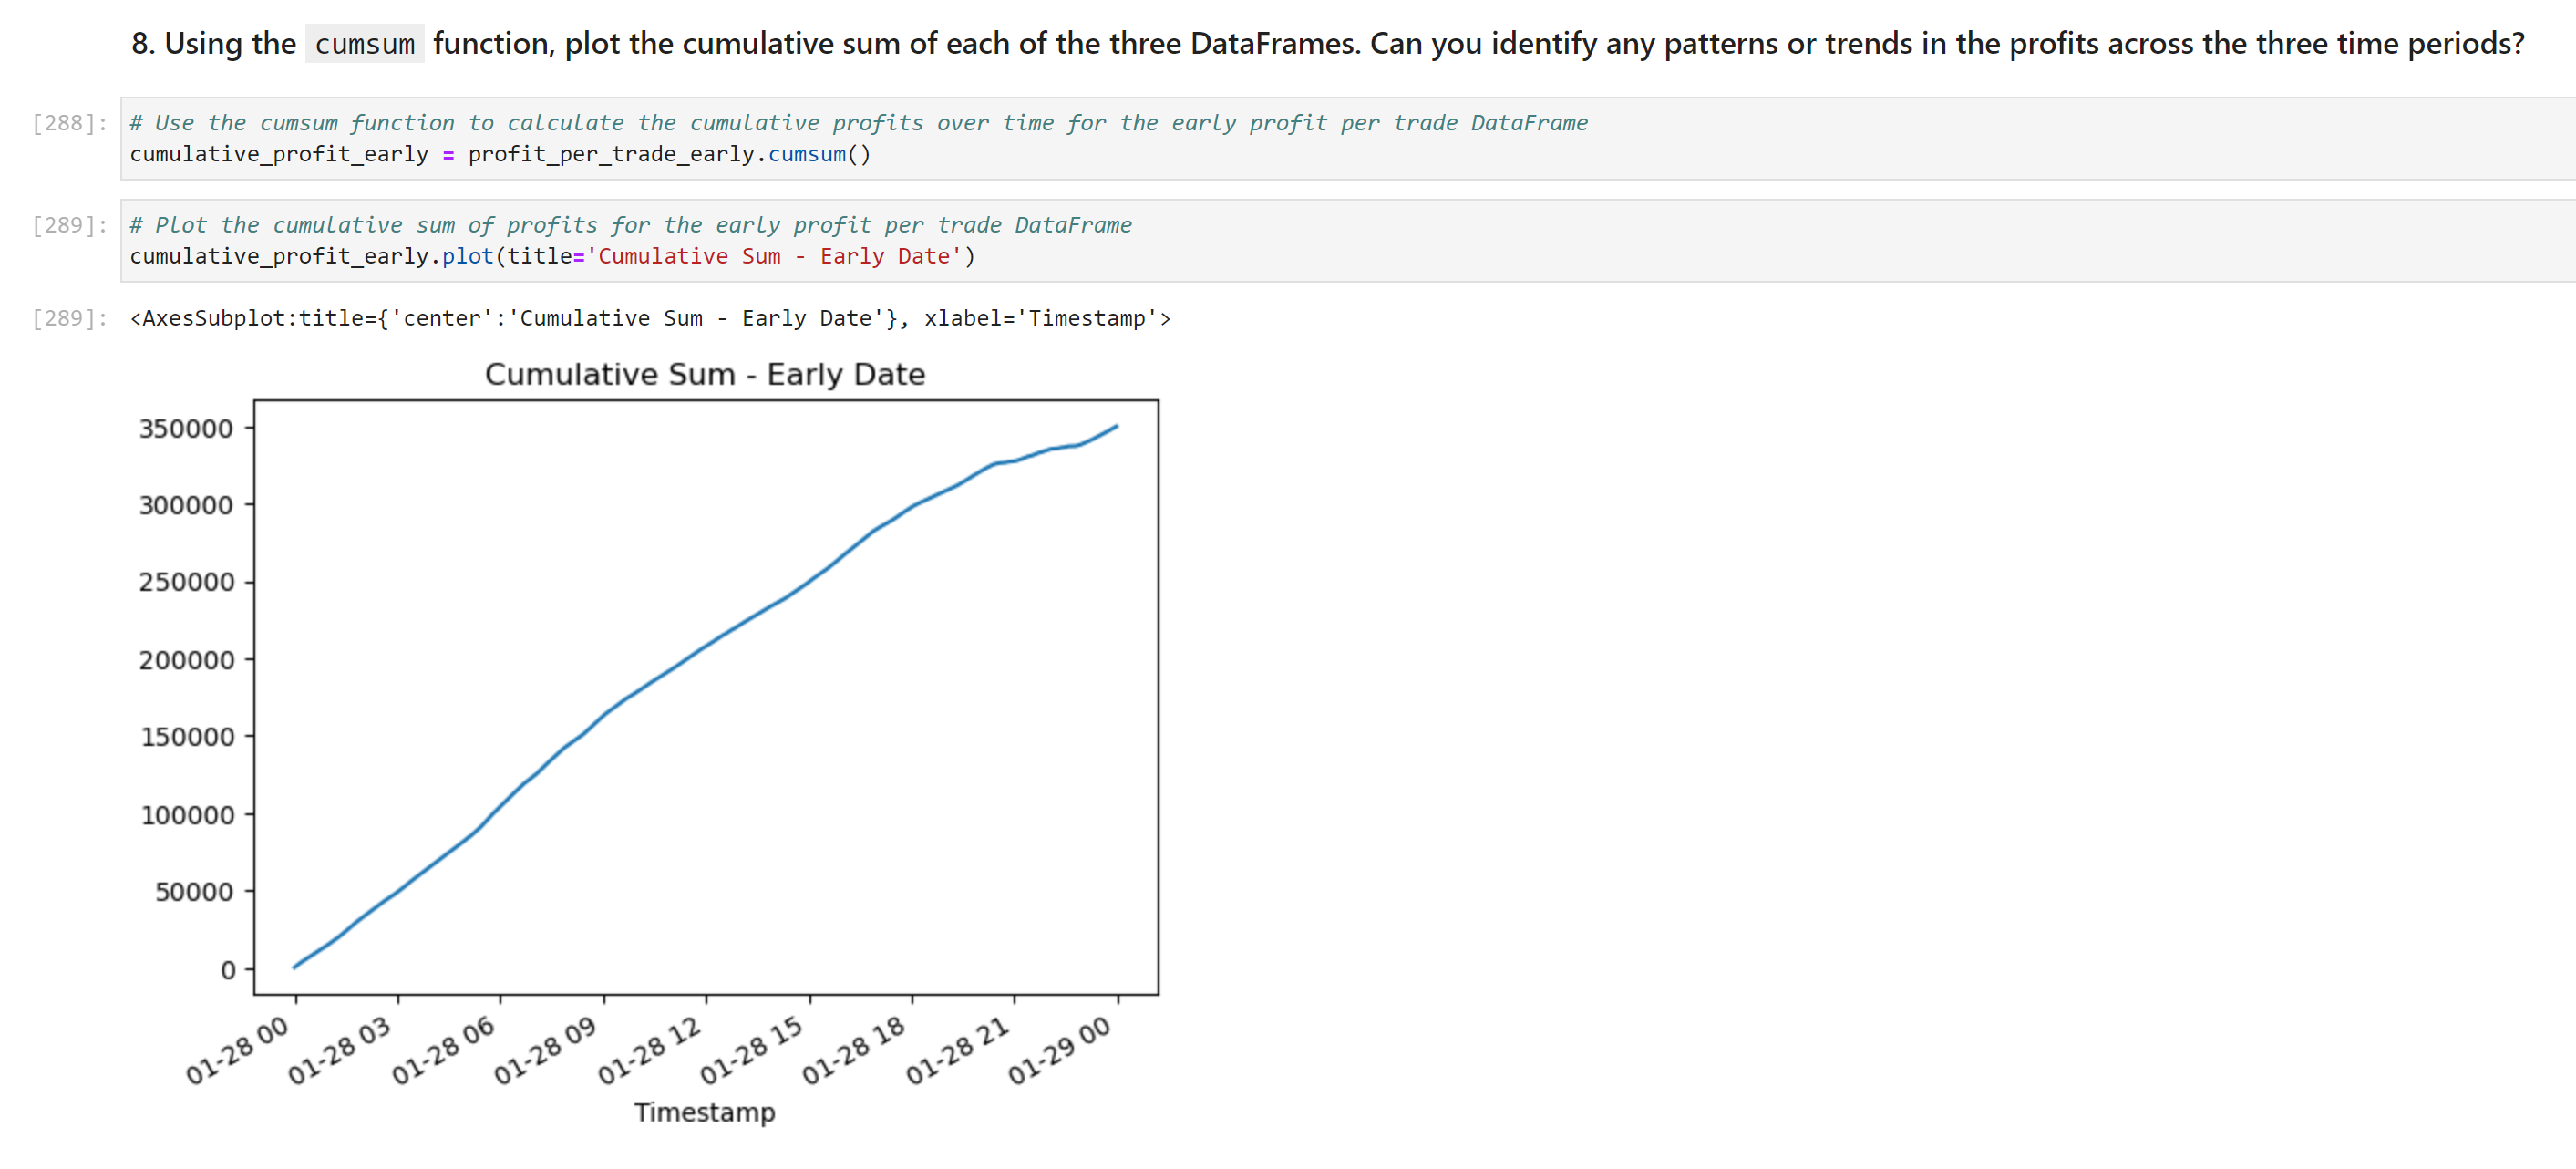 8. Using the cumsum function, plot the cumulative sum of each of the three DataFrames. Can you identify any patterns or trends in the profits across the three time periods?
[288]: # Use the cumsum function to calculate the cumulative profits over time for the early profit per trade DataFrame
cumulative_profit_early = profit_per_trade_early.cumsum()
[289]: # Plot the cumulative sum of profits for the early profit per trade DataFrame
cumulative_profit_early.plot(title='Cumulative Sum - Early Date')
[289]: <AxesSubplot:title={'center':'Cumulative Sum - Early Date'}, xlabel='Timestamp'>
Cumulative Sum - Early Date
350000
300000
250000
200000
150000
100000
50000
0
01-28 00 01-28 03 01-28 06 01-28 09 01-28 12 01-28 15 01-28 18 01-28 21 01-29 00
Timestamp